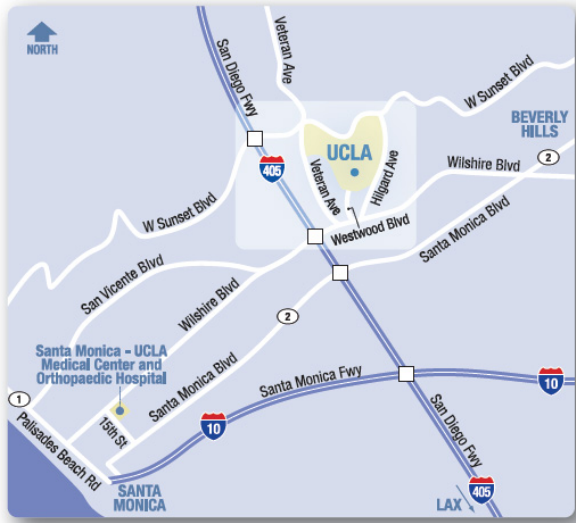 NORTH
San Diego Fwy
Veteran Ave
W Sunset Blvd
BEVERLY
HILLS
2
405
UCLA
Veteran Ave
Hilgard Ave
Wilshire Blvd
Westwood Blvd
W Sunset Blvd
Santa Monica Blvd
San Vicente Blvd
Wilshire Blvd
2
Santa Monica - UCLA
Medical Center and
Orthopaedic Hospital
Santa Monica Blvd
Santa Monica Fwy
10
1
Palisades Beach Rd
15th St
10
San Diego Fwy
SANTA
MONICA
LAX
405